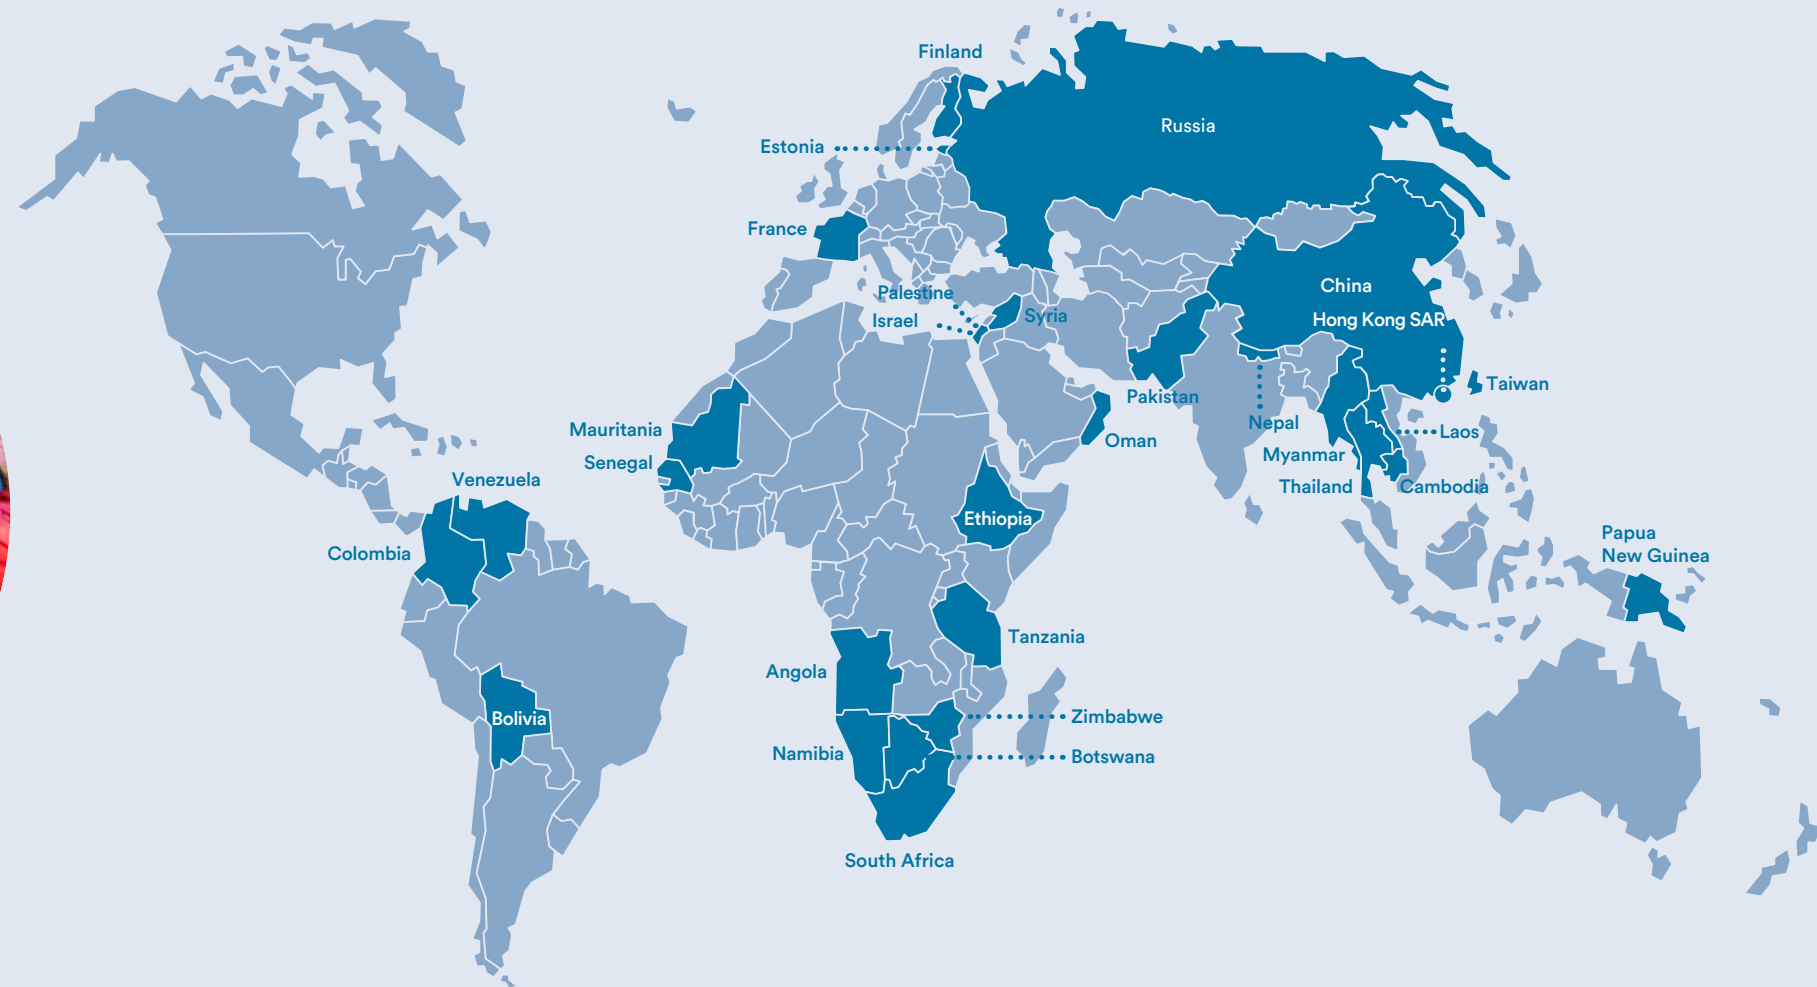 Finland
Russia
Estonia
France
Palestine
Israel
Syria
China
Hong Kong SAR
Taiwan
Pakistan
Nepal
Oman
Laos
Myanmar
Thailand
Cambodia
Mauritania
Senegal
Venezuela
Colombia
Ethiopia
Papua
New Guinea
Tanzania
Angola
Bolivia
Zimbabwe
Namibia
Botswana
South Africa